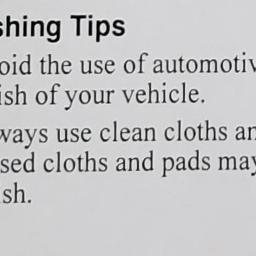 shing Tips
oid the use of automotiv
ish of your vehicle.
ways use clean cloths an
sed cloths and pads may
sh.